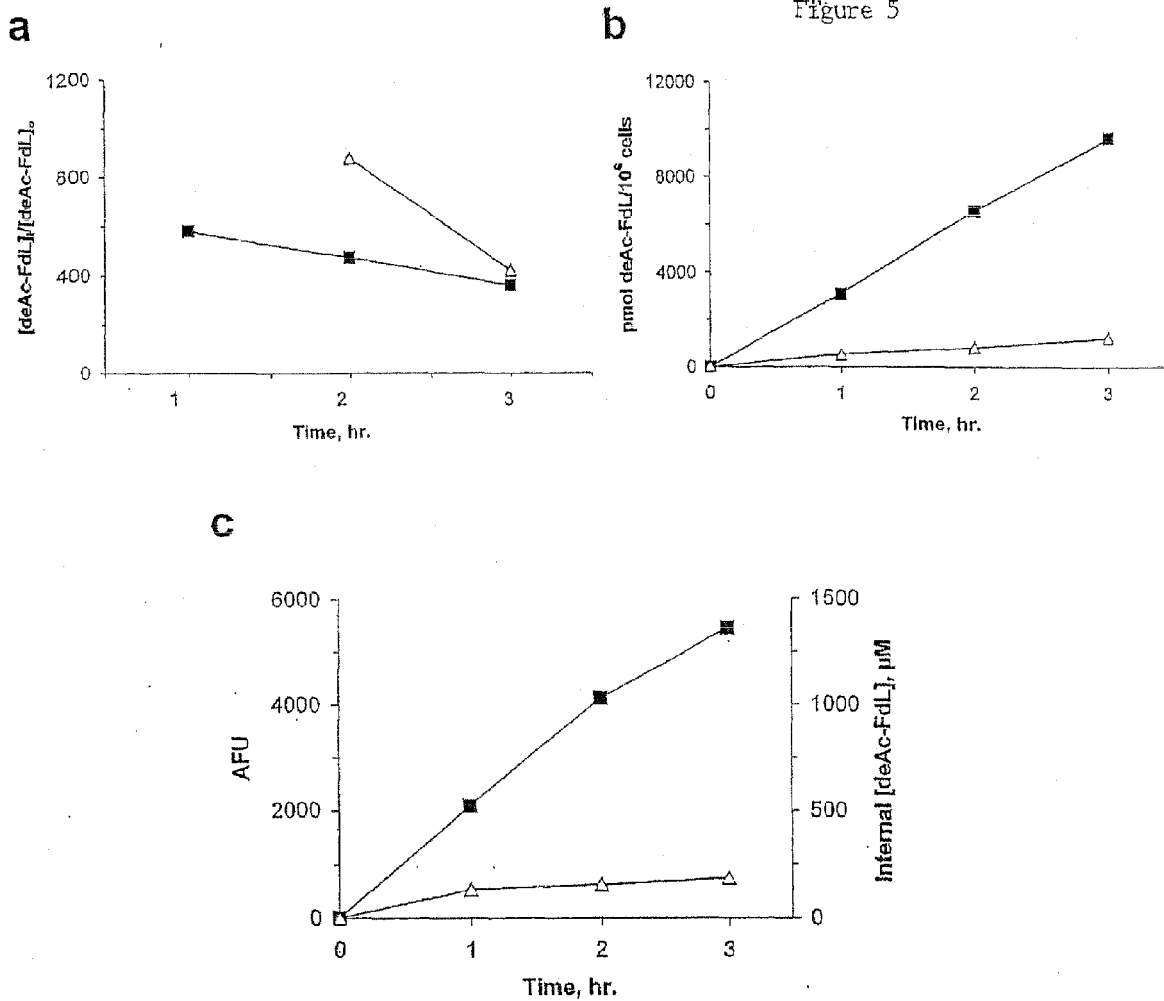 Figure 5
a
1200
800
400
0
[deAc-FdL]i/[deAc-FdL]o
1
2
3
Time, hr.
b
12000
8000
4000
0
pmol deAc-FdL/10⁶ cells
0
1
2
3
Time, hr.
c
6000
4000
2000
0
AFU
1500
1000
500
0
Internal [deAc-FdL], µM
0
1
2
3
Time, hr.